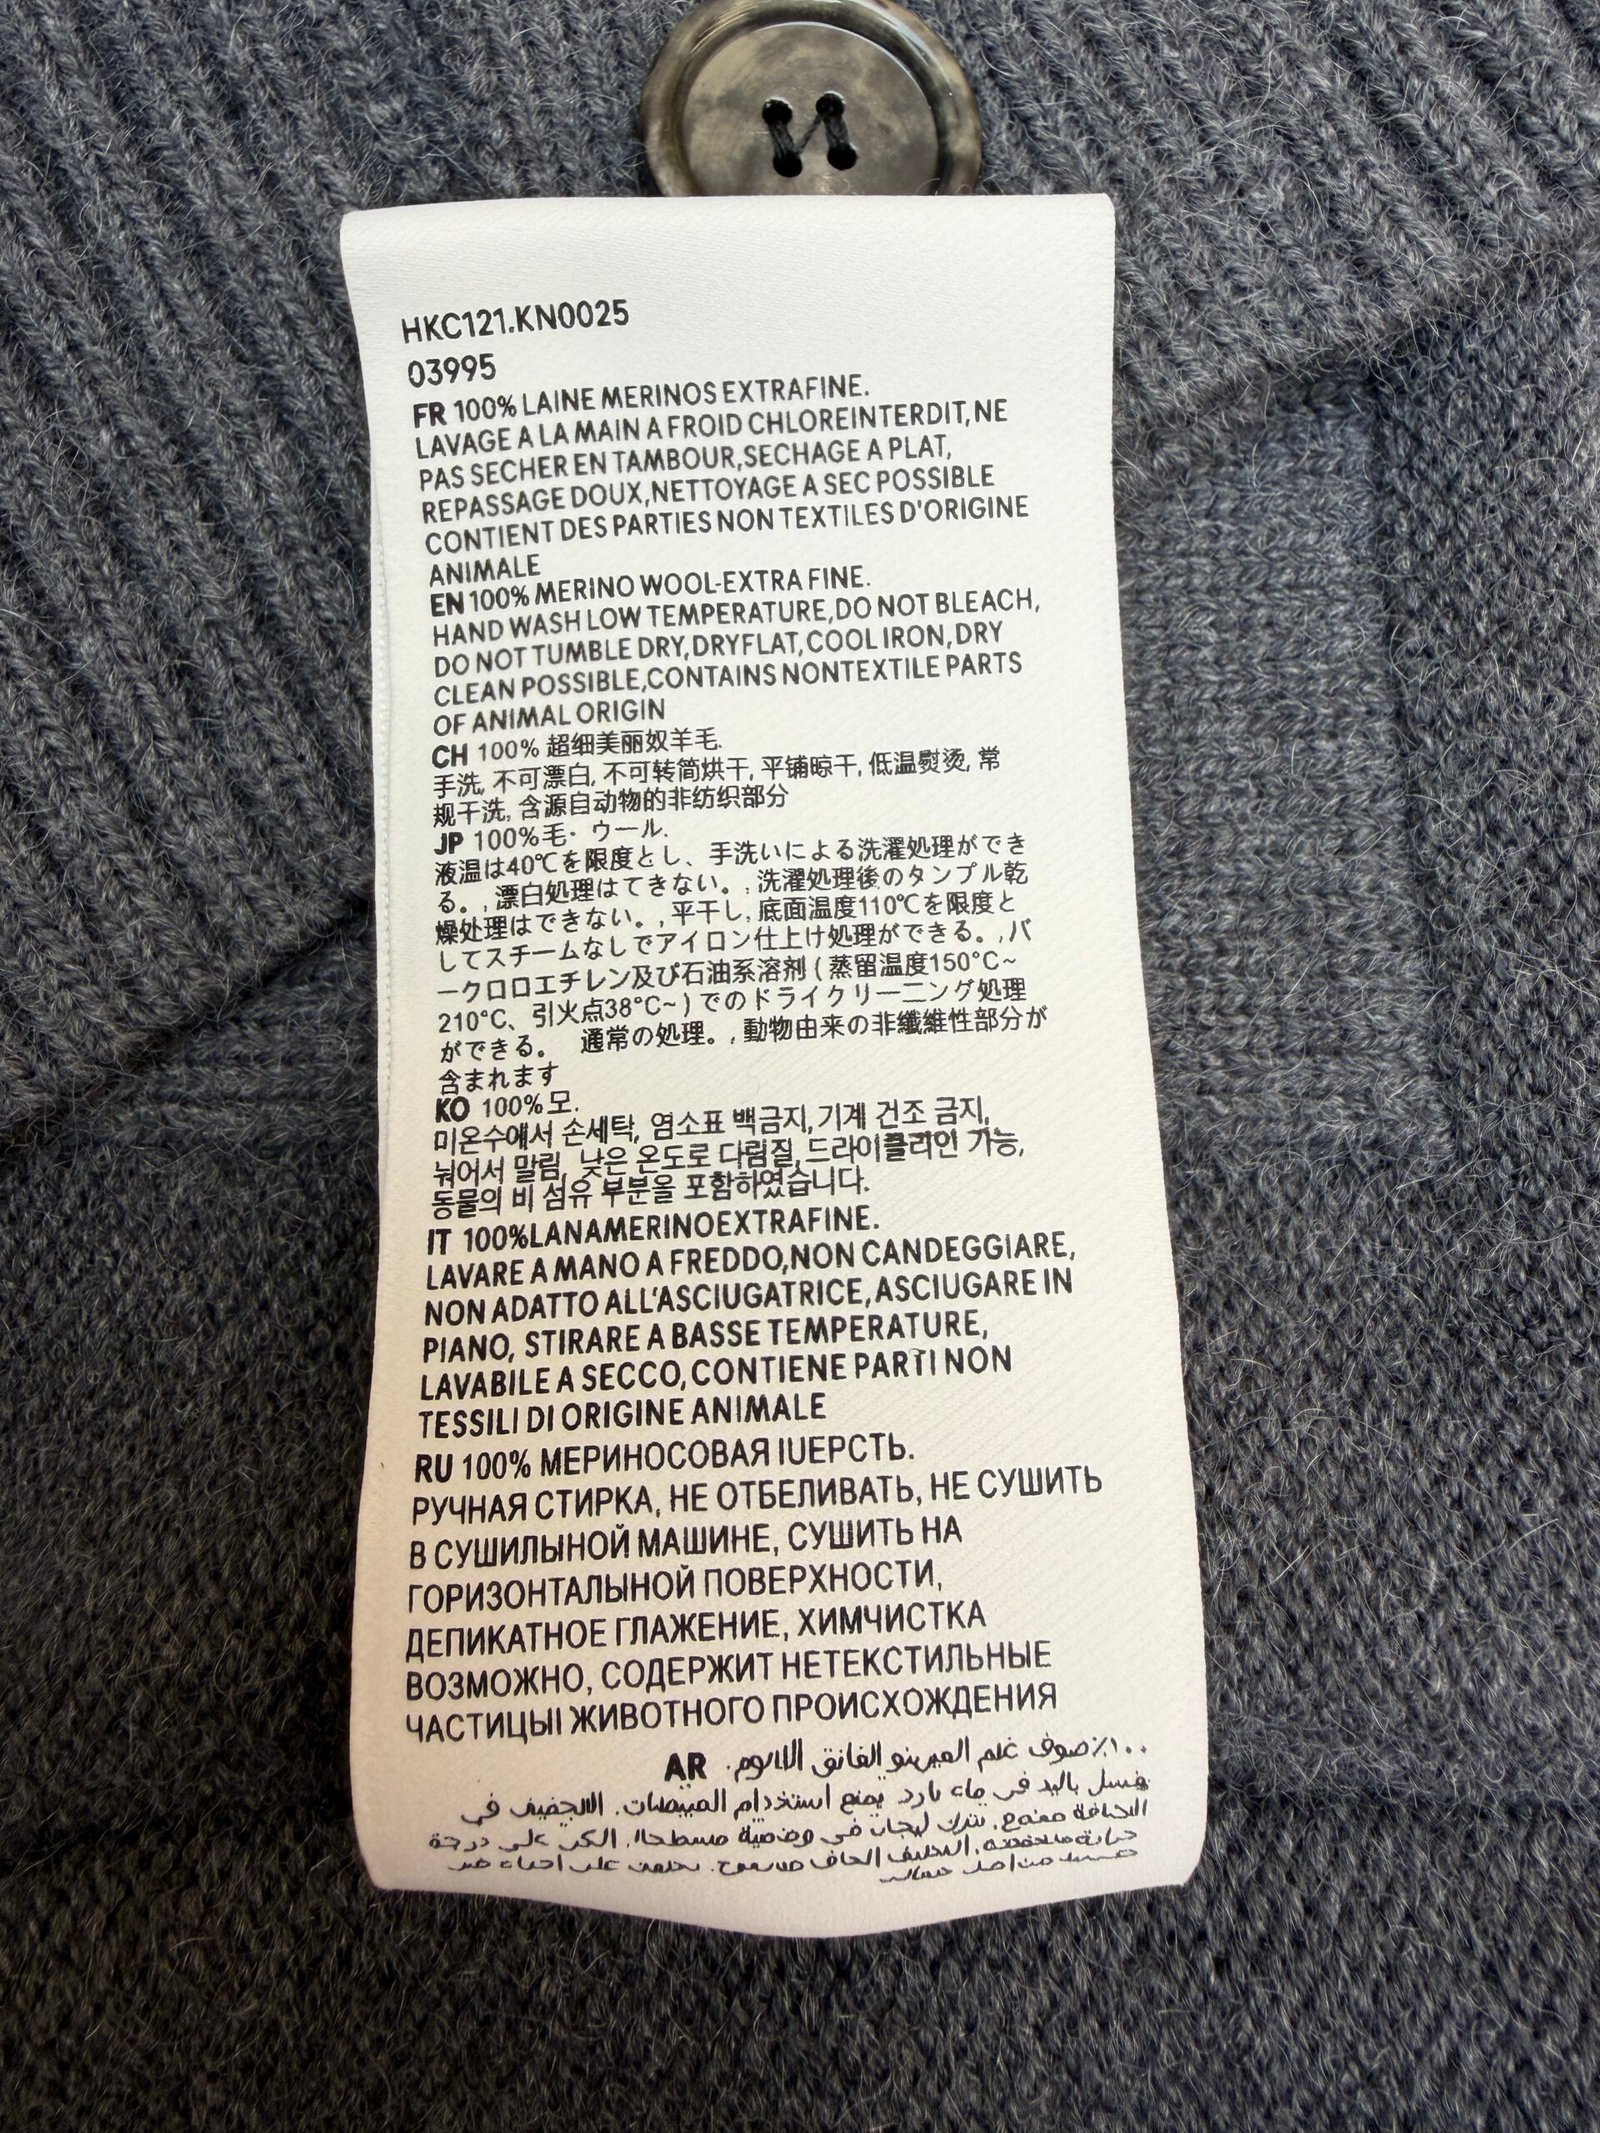 HKC121.KN0025
03995
FR 100% LAINE MERINOS EXTRAFINE.
LAVAGE A LA MAIN A FROID CHLOREINTERDIT,NE
PAS SECHER EN TAMBOUR,SECHAGE A PLAT,
REPASSAGE DOUX,NETTOYAGE A SEC POSSIBLE
CONTIENT DES PARTIES NON TEXTILES D'ORIGINE
ANIMALE
EN 100% MERINO WOOL-EXTRA FINE.
HAND WASH LOW TEMPERATURE,DO NOT BLEACH,
DO NOT TUMBLE DRY,DRYFLAT,COOL IRON,DRY
CLEAN POSSIBLE,CONTAINS NONTEXTILE PARTS
OF ANIMAL ORIGIN
CH 100% 超细美丽奴羊毛.
手洗, 不可漂白, 不可转简烘干, 平铺晾干, 低温熨烫, 常
规干洗, 含源自动物的非纺织部分
JP 100%毛・ウール.
液温は40℃を限度とし、手洗いによる洗濯処理ができ
る。,漂白処理はてきない。,洗濯処理後のタンプル乾
燥处理はできない。,平干し, 底面温度110℃を限度と
してスチームなしでアイロン仕上け処理ができる。,パ
ークロロエチレン及び石油系溶剤 ( 蒸留温度150°C~
210°C、引火点38°C~ ) でのドライクリーニング処理
ができる。 通常の処理。,動物由来の非繊維性部分が
含まれます
KO 100%모.
미온수에서 손세탁, 염소표 백금지, 기계 건조 금지,
눠어서 말림, 낮은 온도로 다림질, 드라이클리인 가능,
동물의 비 섬유 부분을 포함하였습니다.
IT 100%LANAMERINOEXTRAFINE.
LAVARE A MANO A FREDDO,NON CANDEGGIARE,
NON ADATTO ALL'ASCIUGATRICE,ASCIUGARE IN
PIANO, STIRARE A BASSE TEMPERATURE,
LAVABILE A SECCO,CONTIENE PARTI NON
TESSILI DI ORIGINE ANIMALE
RU 100% МЕРИНОСОВАЯ IUЕРСТЬ.
РУЧНАЯ СТИРКА, НЕ ОТБЕЛИВАТЬ, НЕ СУШИТЬ
В СУШИЛЫНОЙ МАШИНЕ, СУШИТЬ НА
ГОРИЗОНТАЛЫНОЙ ПОВЕРХНОСТИ,
ДЕПИКАТНОЕ ГЛАЖЕНИЕ, ХИМЧИСТКА
ВОЗМОЖНО, СОДЕРЖИТ НЕТЕКСТИЛЬНЫЕ
ЧАСТИЦЫI ЖИВОТНОГО ПРОИСХОЖДЕНИЯ
AR ١٠٠٪ صوف غلم
باليد في بارد يمنع استخدام
في
على درجة